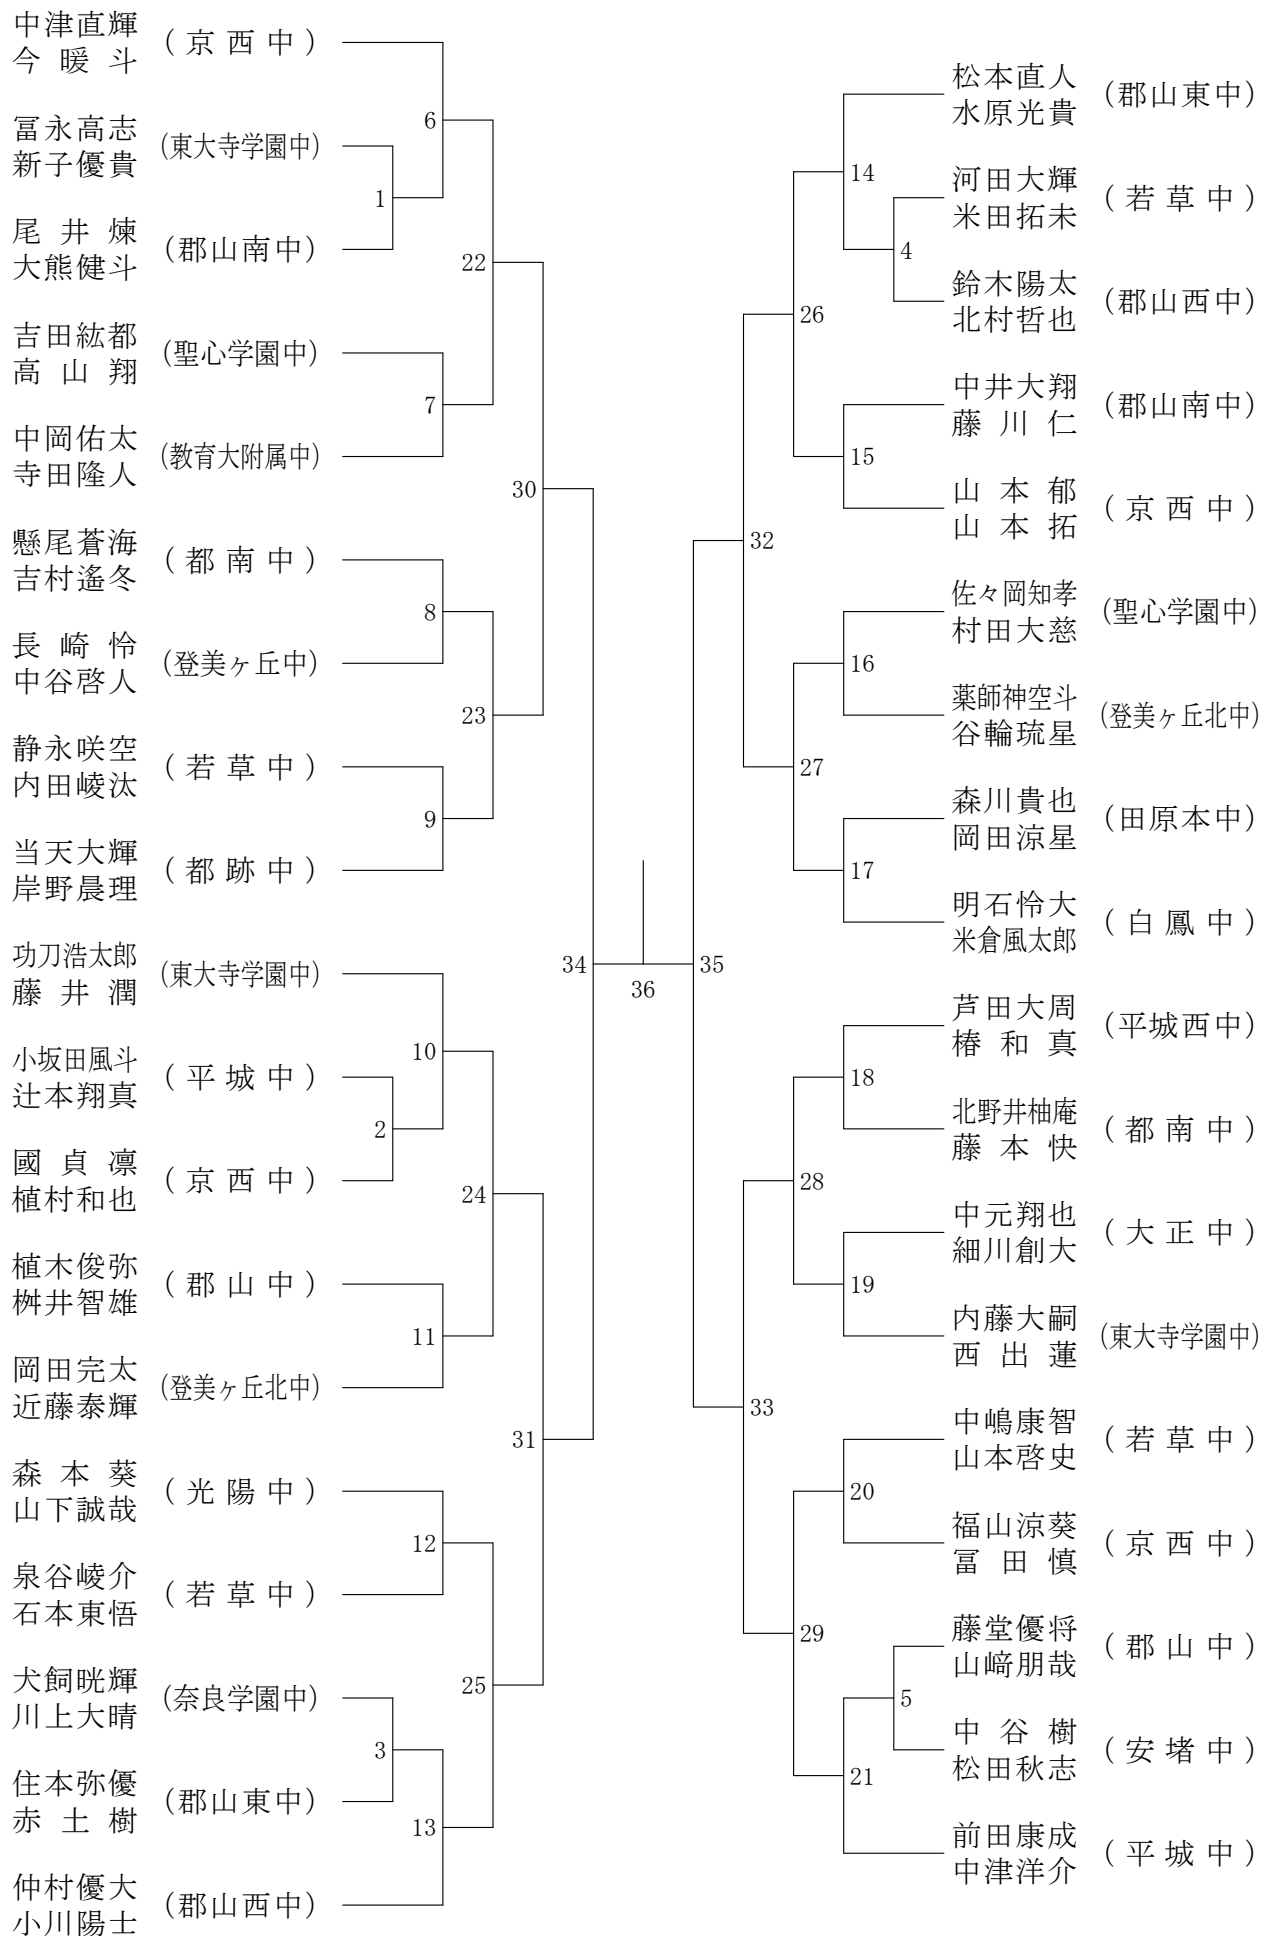 中津直輝
今暖斗
(京西中)
冨永高志
新子優貴
(東大寺学園中)
尾井煉
大熊健斗
(郡山南中)
吉田紘都
高山翔
(聖心学園中)
中岡佑太
寺田隆人
(教育大附属中)
懸尾蒼海
吉村遙冬
(都南中)
長崎怜
中谷啓人
(登美ヶ丘中)
静永咲空
内田崚汰
(若草中)
当天大輝
岸野晨理
(都跡中)
功刀浩太郎
藤井潤
(東大寺学園中)
小坂田風斗
辻本翔真
(平城中)
國貞凛
植村和也
(京西中)
植木俊弥
桝井智雄
(郡山中)
岡田完太
近藤泰輝
(登美ヶ丘北中)
森本葵
山下誠哉
(光陽中)
泉谷崚介
石本東悟
(若草中)
犬飼晄輝
川上大晴
(奈良学園中)
住本弥優
赤土樹
(郡山東中)
仲村優大
小川陽士
(郡山西中)
1
2
3
6
7
8
9
10
11
12
13
22
23
24
25
30
31
34
36
35
32
33
26
27
28
29
14
15
16
17
18
19
20
21
4
5
松本直人
水原光貴
(郡山東中)
河田大輝
米田拓未
(若草中)
鈴木陽太
北村哲也
(郡山西中)
中井大翔
藤川仁
(郡山南中)
山本郁
山本拓
(京西中)
佐々岡知孝
村田大慈
(聖心学園中)
薬師神空斗
谷輪琉星
(登美ヶ丘北中)
森川貴也
岡田涼星
(田原本中)
明石怜大
米倉風太郎
(白鳳中)
芦田大周
椿和真
(平城西中)
北野井柚庵
藤本快
(都南中)
中元翔也
細川創大
(大正中)
内藤大嗣
西出蓮
(東大寺学園中)
中嶋康智
山本啓史
(若草中)
福山涼葵
冨田慎
(京西中)
藤堂優将
山﨑朋哉
(郡山中)
中谷樹
松田秋志
(安堵中)
前田康成
中津洋介
(平城中)